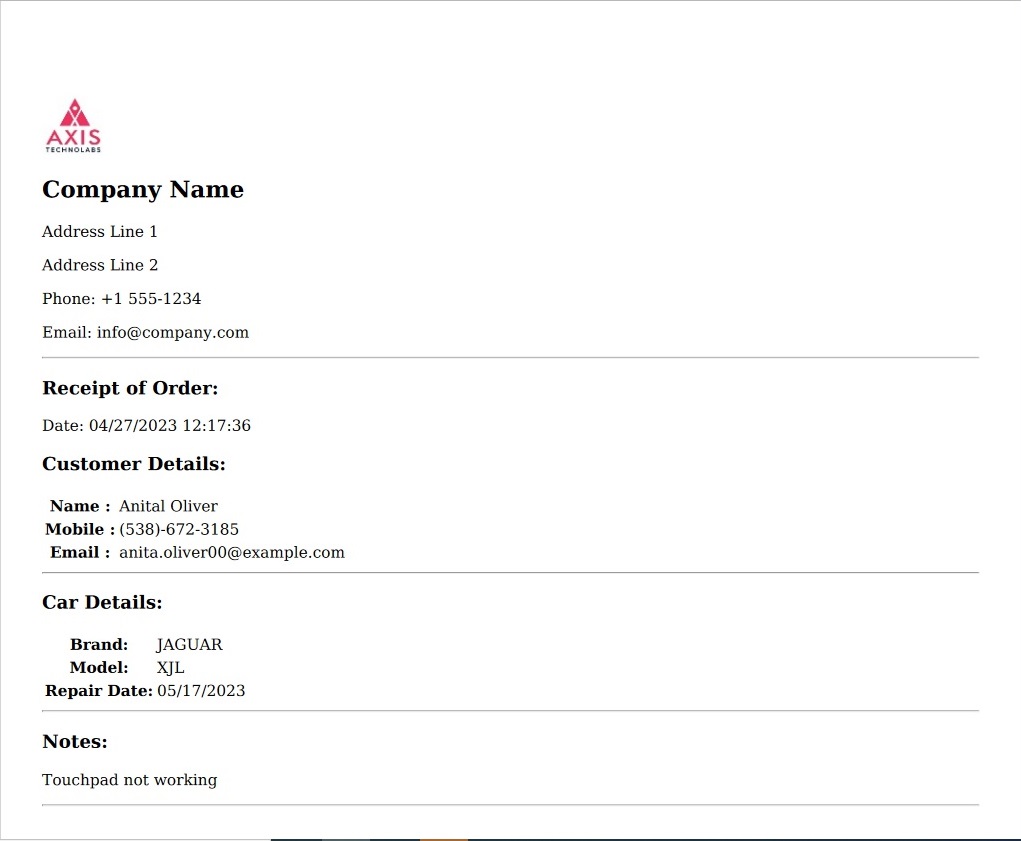 AXIS
TECHNOLABS
Company Name
Address Line 1
Address Line 2
Phone: +1 555-1234
Email: info@company.com
Receipt of Order:
Date: 04/27/2023 12:17:36
Customer Details:
Name : Anital Oliver
Mobile : (538)-672-3185
Email : anita.oliver00@example.com
Car Details:
Brand: JAGUAR
Model: XJL
Repair Date: 05/17/2023
Notes:
Touchpad not working